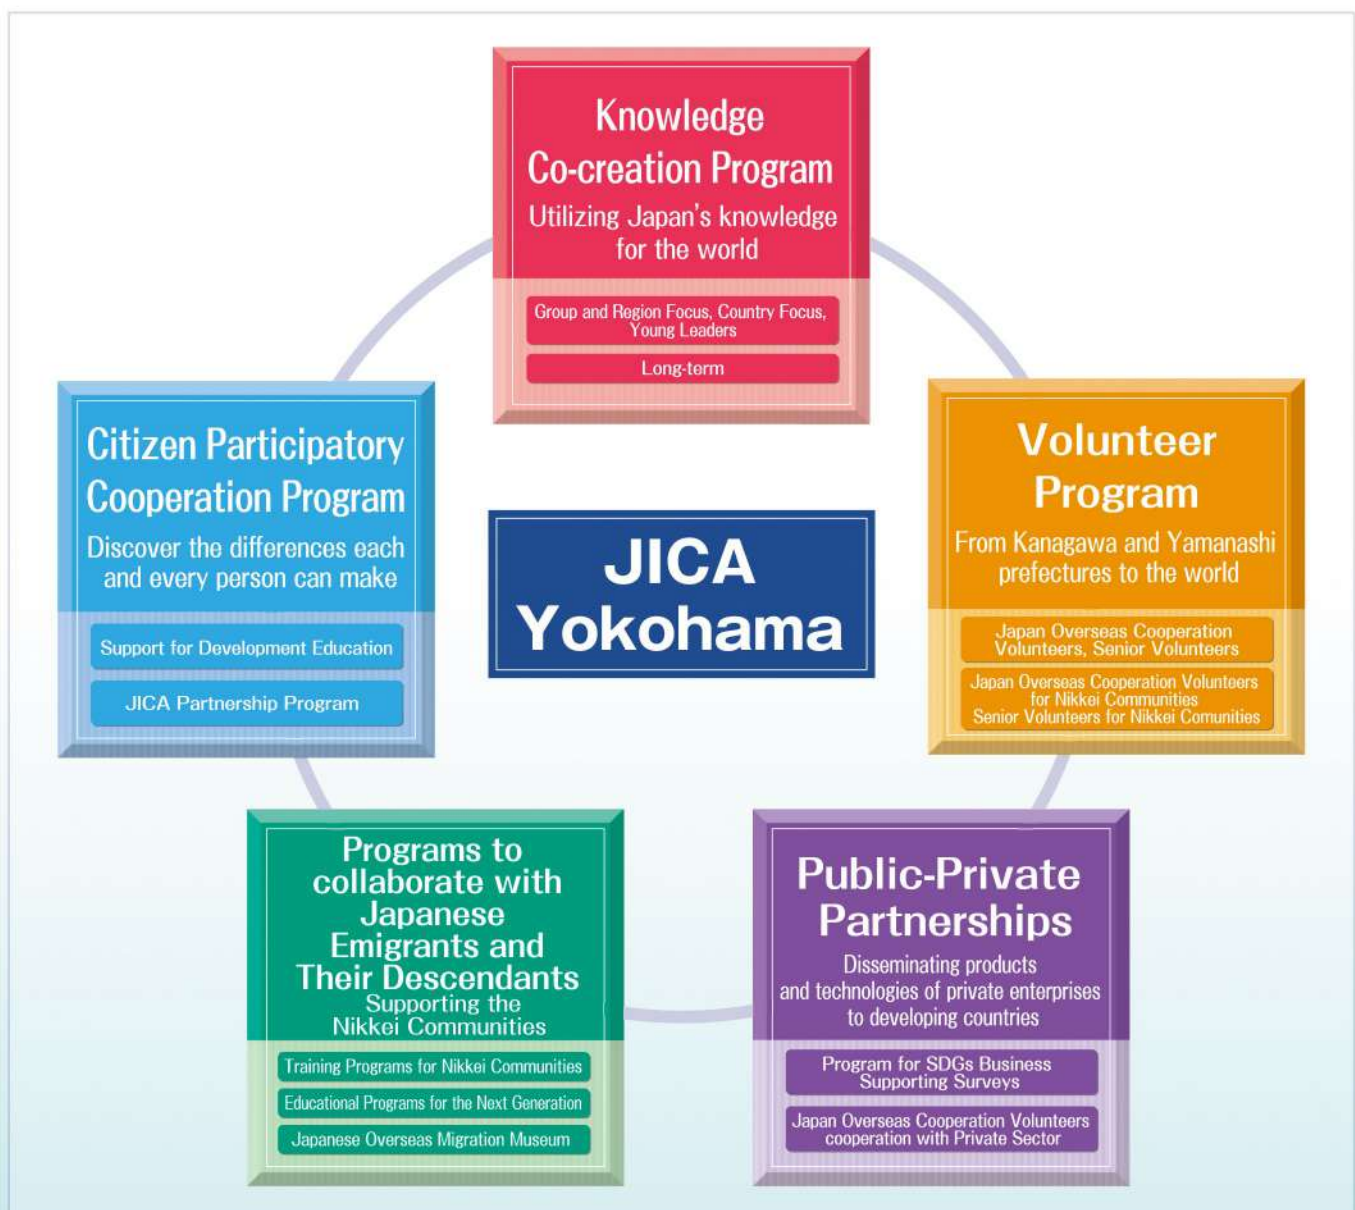 Knowledge
Co-creation Program
Utilizing Japan's knowledge
for the world
Group and Region Focus, Country Focus,
Young Leaders
Long-term
Citizen Participatory
Cooperation Program
Discover the differences each
and every person can make
Support for Development Education
JICA Partnership Program
JICA
Yokohama
Volunteer
Program
From Kanagawa and Yamanashi
prefectures to the world
Japan Overseas Cooperation
Volunteers, Senior Volunteers
Japan Overseas Cooperation Volunteers
for Nikkei Communities
Senior Volunteers for Nikkei Comunities
Programs to
collaborate with
Japanese
Emigrants and
Their Descendants
Supporting the
Nikkei Communities
Training Programs for Nikkei Communities
Educational Programs for the Next Generation
Japanese Overseas Migration Museum
Public-Private
Partnerships
Disseminating products
and technologies of private enterprises
to developing countries
Program for SDGs Business
Supporting Surveys
Japan Overseas Cooperation Volunteers
cooperation with Private Sector